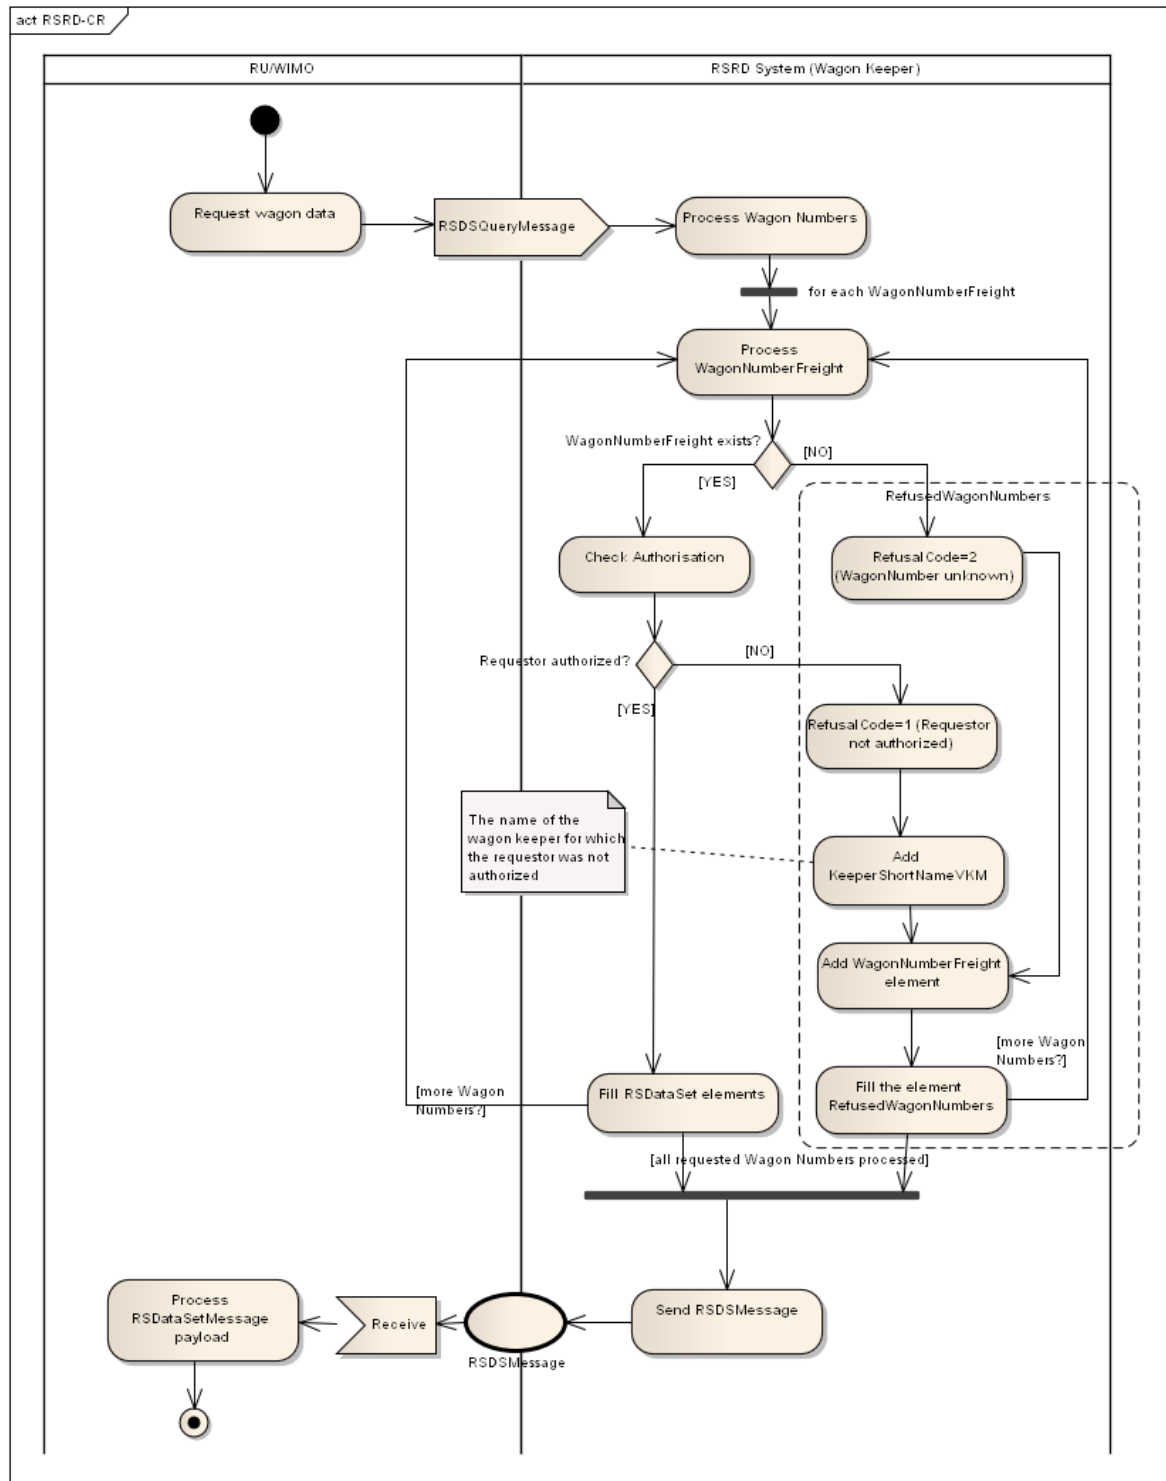 act RSRD-CR
RU/WIMO
RSRD System (Wagon Keeper)
Request wagon data
RSDSQueryMessage
Process Wagon Numbers
for each WagonNumberFreight
Process
WagonNumberFreight
WagonNumberFreight exists?
[NO]
[YES]
RefusedWagonNumbers
Check Authorisation
RefusalCode=2
(WagonNumber unknown)
Requestor authorized?
[NO]
[YES]
RefusalCode=1 (Requestor
not authorized)
The name of the
wagon keeper for which
the requestor was not
authorized
Add
KeeperShortNameVKM
Add WagonNumberFreight
element
[more Wagon
Numbers?]
[more Wagon
Numbers?]
Fill RSDataSet elements
Fill the element
RefusedWagonNumbers
[all requested Wagon Numbers processed]
Process
RSDataSetMessage
payload
Receive
RSDSMessage
Send RSDSMessage